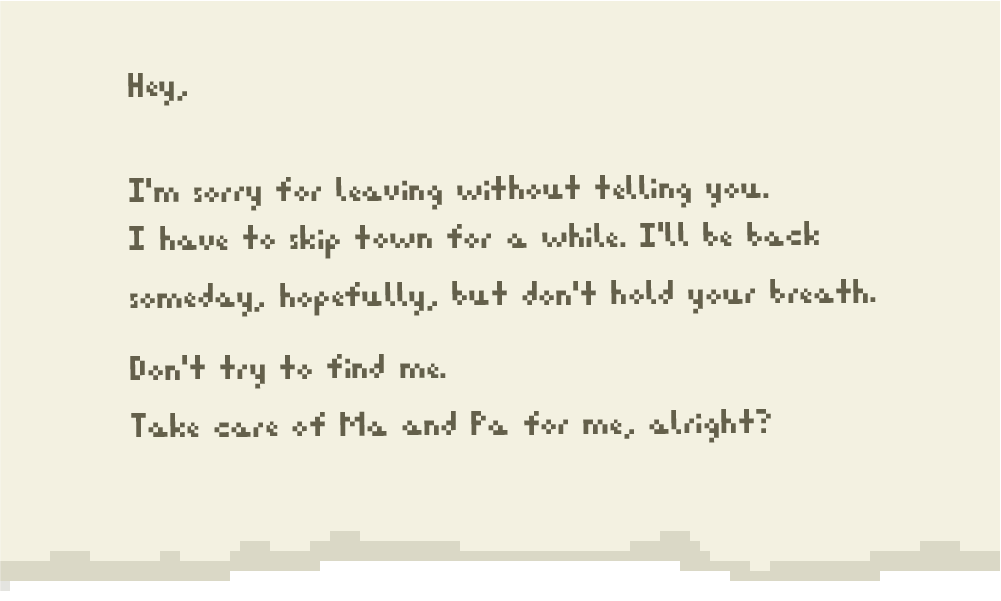 Hey,
I'm sorry for leaving without telling you.
I have to skip town for a while. I'll be back
someday, hopefully, but don't hold your breath.
Don't try to find me.
Take care of Ma and Pa for me, alright?